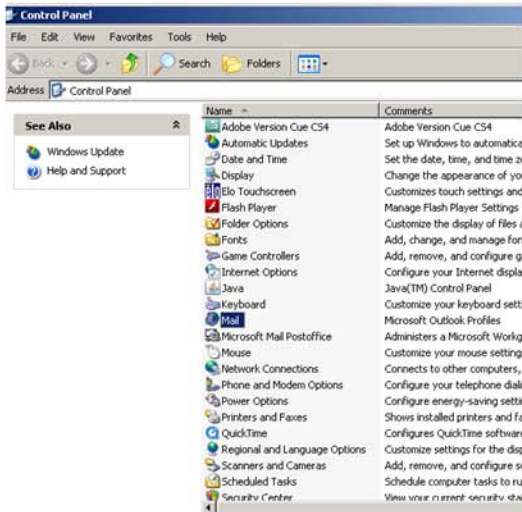 Control Panel
File Edit View Favorites Tools Help
Back Search Folders
Address Control Panel
Name Comments
See Also
Windows Update
Help and Support
Adobe Version Cue CS4 Adobe Version Cue CS4
Automatic Updates Set up Windows to automatica
Date and Time Set the date, time, and time z
Display Change the appearance of yo
Elo Touchscreen Customizes touch settings and
Flash Player Manage Flash Player Settings
Folder Options Customize the display of files a
Fonts Add, change, and manage fon
Game Controllers Add, remove, and configure g
Internet Options Configure your Internet displa
Java Java(TM) Control Panel
Keyboard Customize your keyboard setti
Mail Microsoft Outlook Profiles
Microsoft Mail Postoffice Administers a Microsoft Workg
Mouse Customize your mouse setting
Network Connections Connects to other computers,
Phone and Modem Options Configure your telephone diali
Power Options Configure energy-saving setti
Printers and Faxes Shows installed printers and fa
QuickTime Configures QuickTime software
Regional and Language Options Customize settings for the disp
Scanners and Cameras Add, remove, and configure s
Scheduled Tasks Schedule computer tasks to ru
Security Center View your current security sta